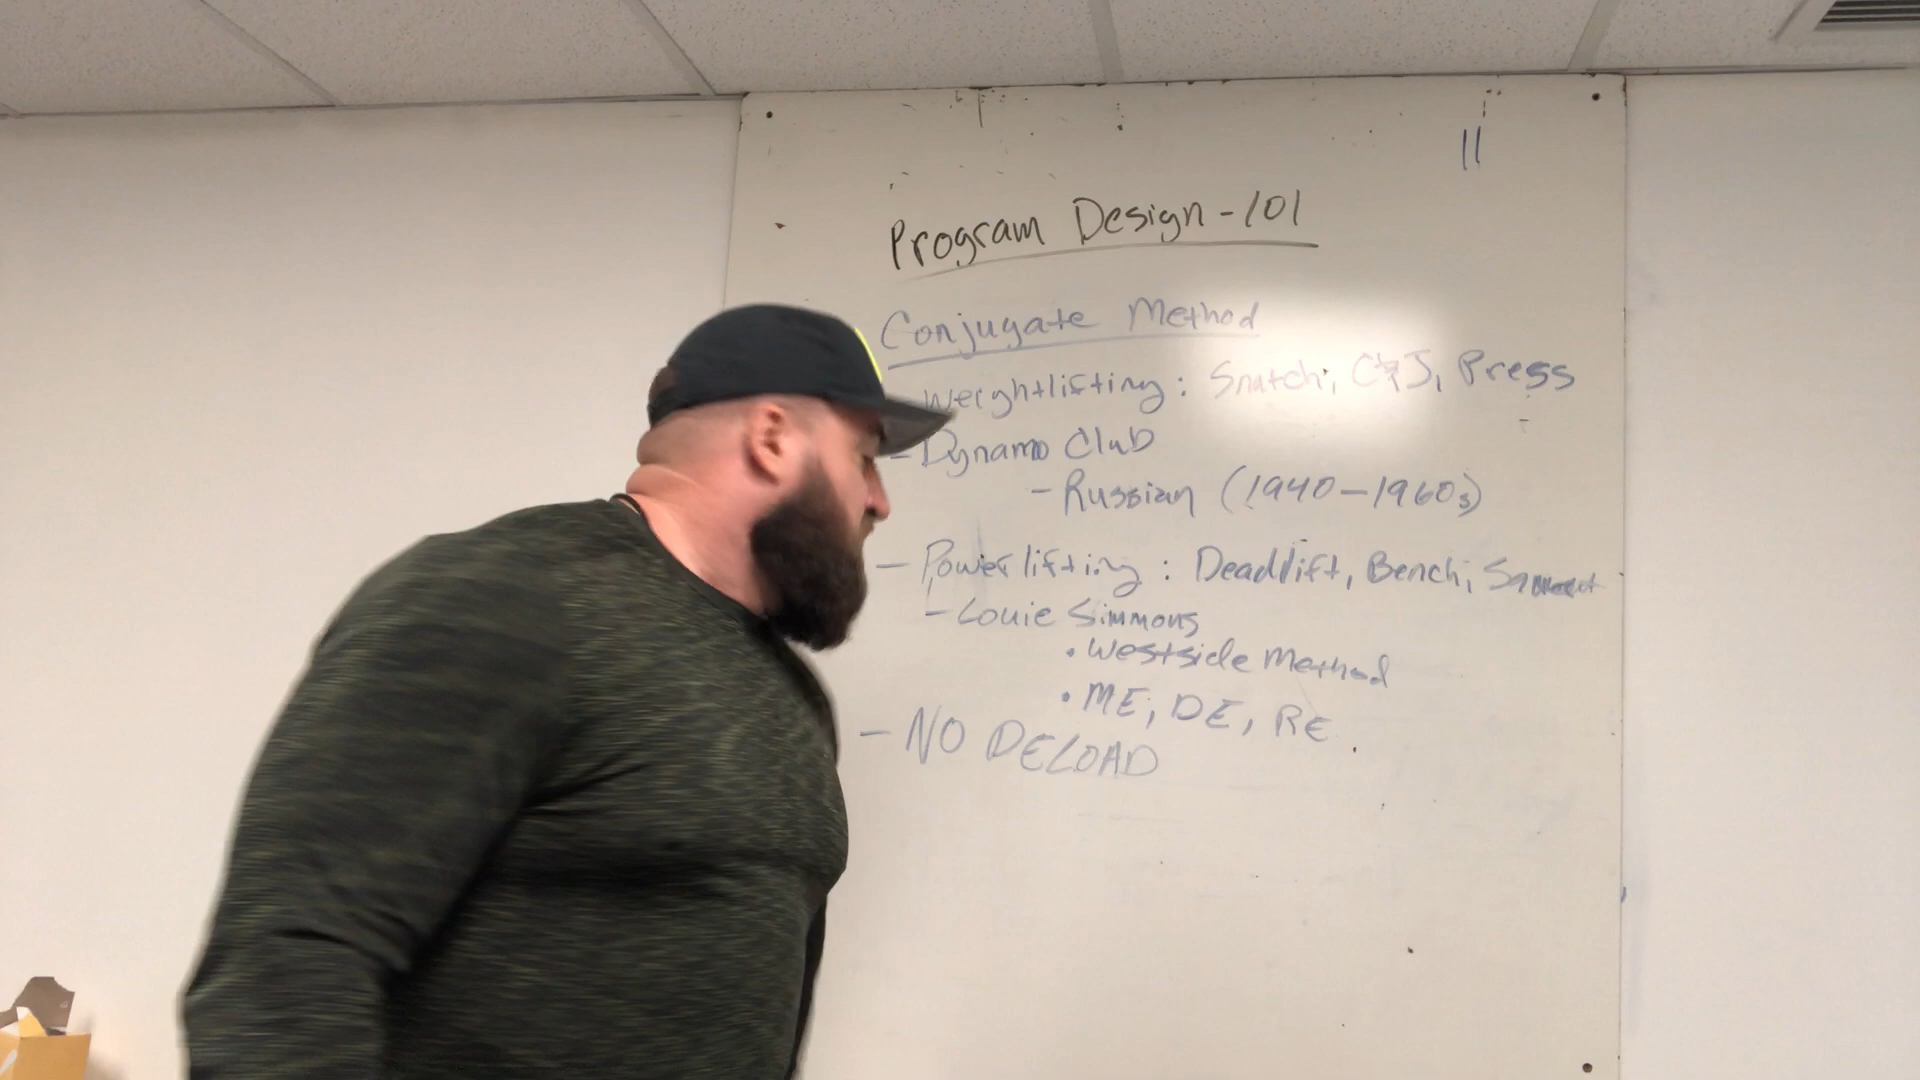 11
Program Design - 101
Conjugate Method
- Weightlifting: Snatch, C&J, Press
- Dynamo Club
- Russian (1940-1960s)
- Powerlifting: Deadlift, Bench,
- Louie Simmons
• Westside Method
• ME, DE, RE
- NO DELOAD